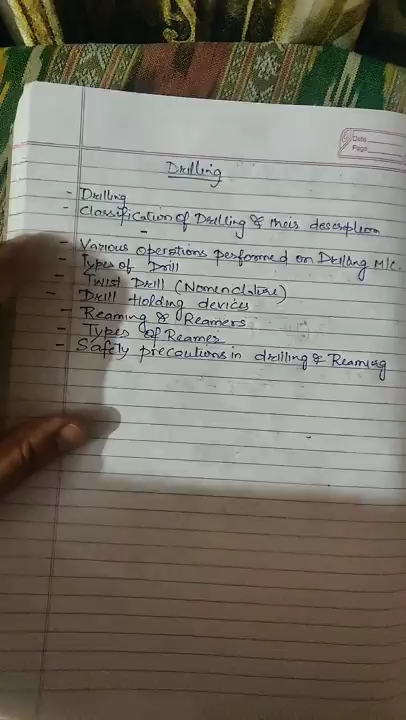 Date
Page
Drilling
- Drilling
- Classification of Drilling & their description
-
- Various operations performed on Drilling M/c.
- Types of Drill
- Twist Drill (Nomenclature)
- Drill Holding devices
- Reaming & Reamers
- Types of Reamer
- Safety precautions in drilling & Reaming